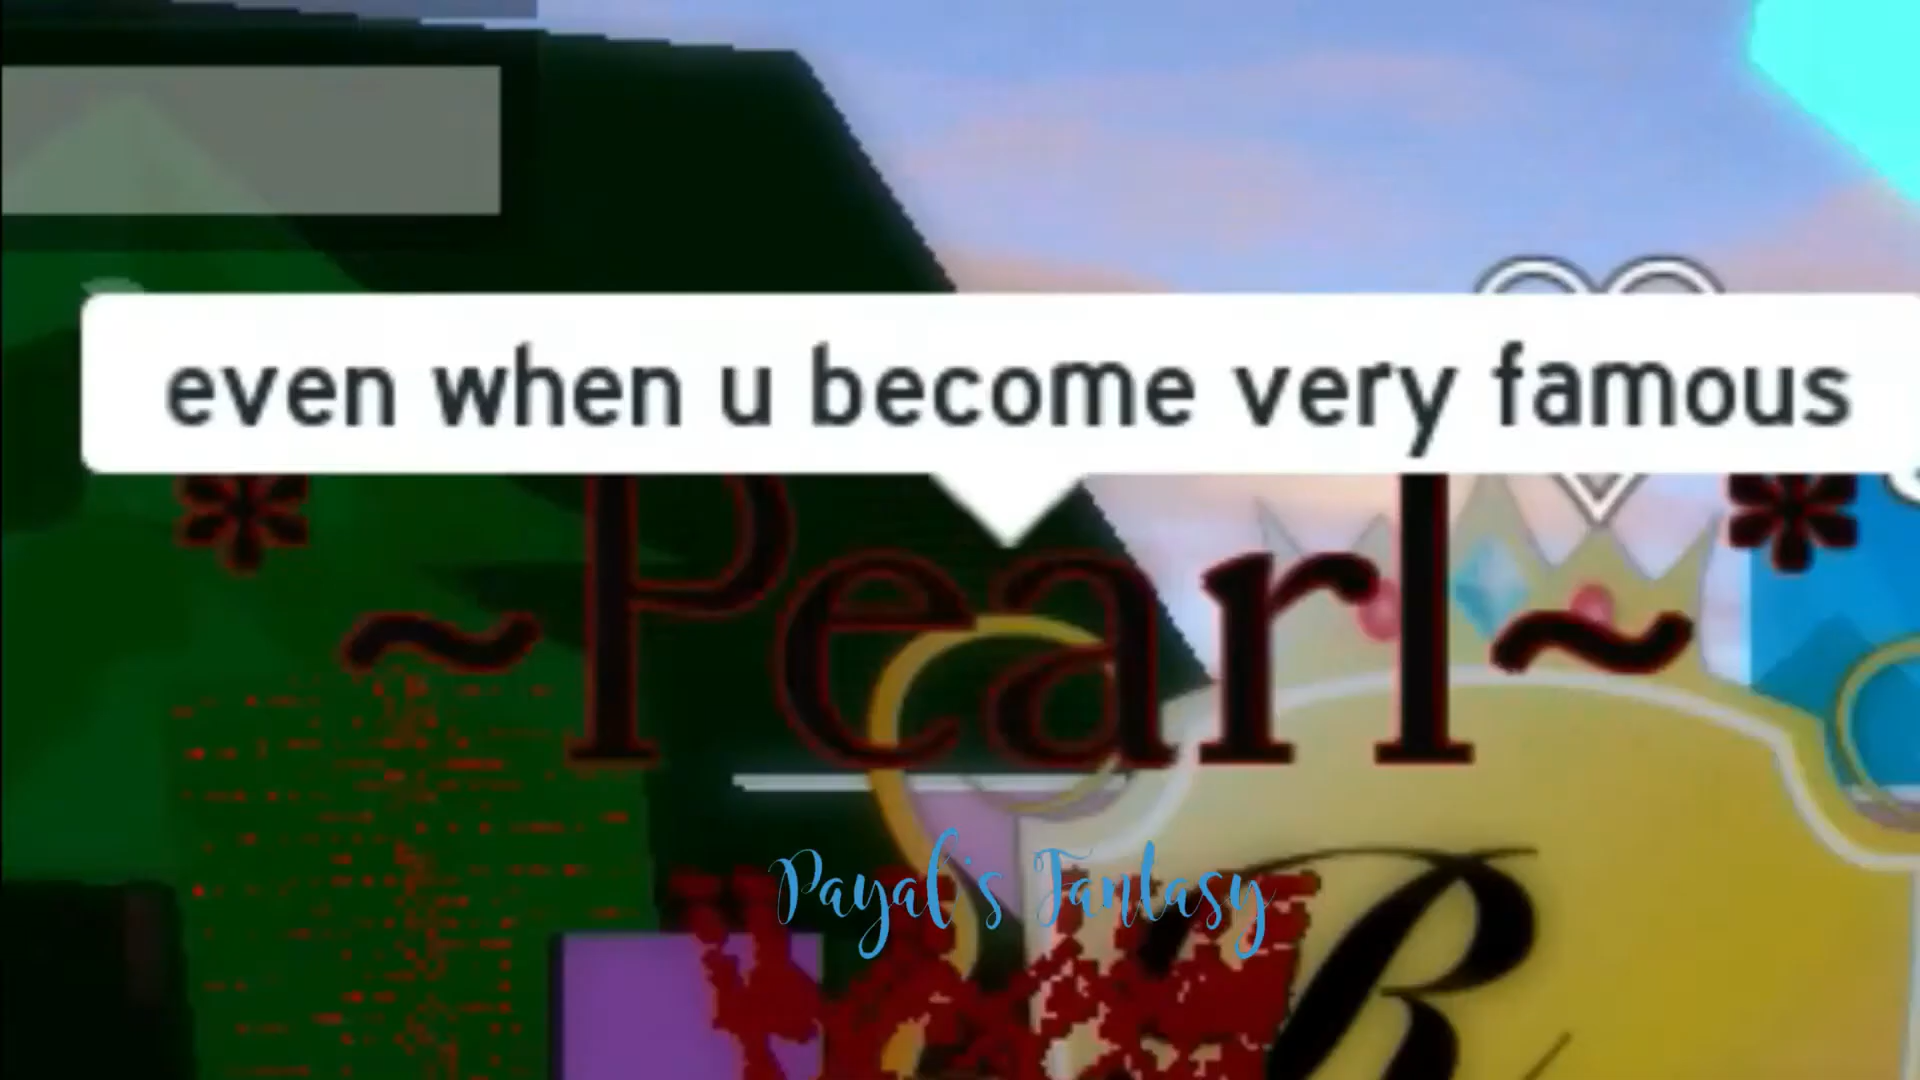 even when u become very famous
* *
~Pearl~
Payal's Fantasy
R